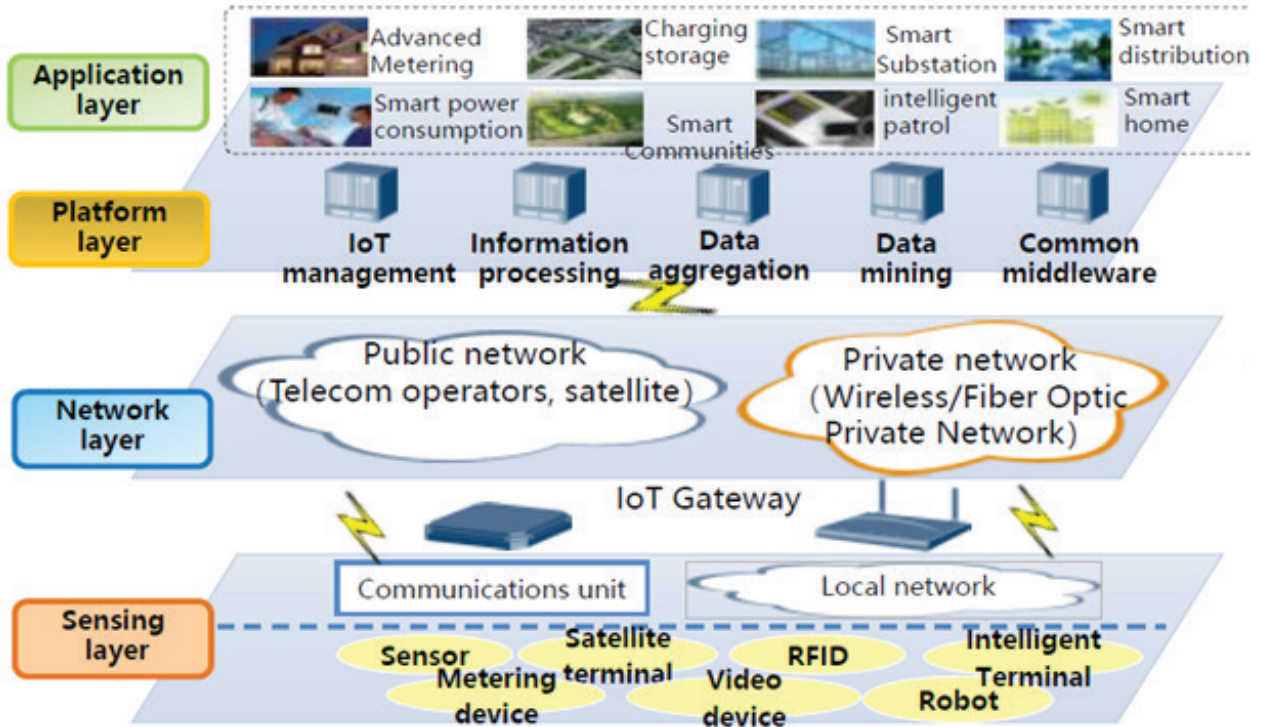 Application
layer
Advanced
Metering
Charging
storage
Smart
Substation
Smart
distribution
Smart power
consumption
Smart
Communities
intelligent
patrol
Smart
home
Platform
layer
IoT
management
Information
processing
Data
aggregation
Data
mining
Common
middleware
Network
layer
Public network
(Telecom operators, satellite)
Private network
(Wireless/Fiber Optic
Private Network)
IoT Gateway
Sensing
layer
Communications unit
Local network
Sensor
Satellite
terminal
RFID
Intelligent
Terminal
Metering
device
Video
device
Robot